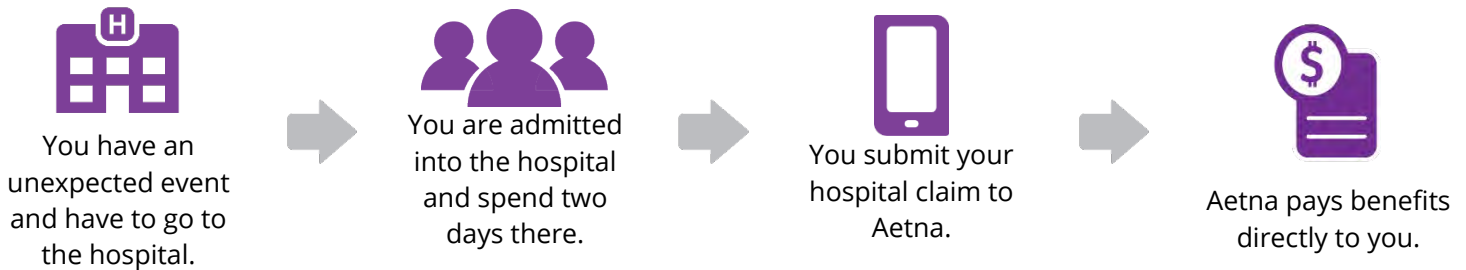 H
You have an
unexpected event
and have to go to
the hospital.
You are admitted
into the hospital
and spend two
days there.
You submit your
hospital claim to
Aetna.
$
Aetna pays benefits
directly to you.